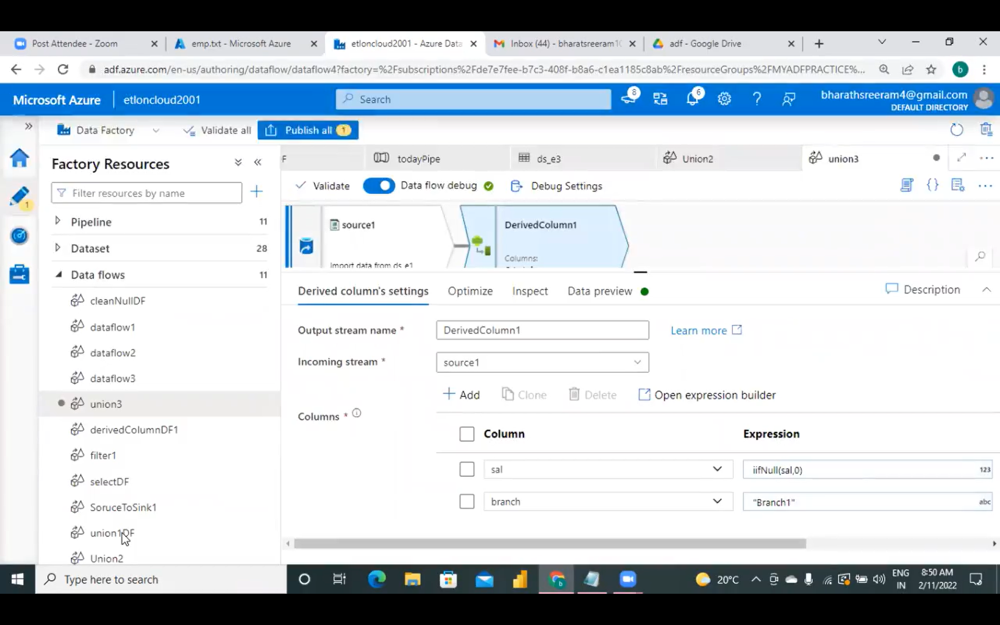 Post Attendee - Zoom
emp.txt - Microsoft Azure
etloncloud2001 - Azure Data
Inbox (44) - bharatsreeram10
adf - Google Drive
adf.azure.com/en-us/authoring/dataflow/dataflow4?factory=%2Fsubscriptions%2Fde7e7fee-b7c3-408f-b8a6-c1ea1185c8ab%2FresourceGroups%2FMYADFPRACTICE%...
b
Microsoft Azure
etloncloud2001
Search
8
6
bharathsreeram4@gmail.com
DEFAULT DIRECTORY
Data Factory
Validate all
Publish all 1
1
Factory Resources
Filter resources by name
Pipeline 11
Dataset 28
Data flows 11
cleanNullDF
dataflow1
dataflow2
dataflow3
union3
derivedColumnDF1
filter1
selectDF
SoruceToSink1
union1DF
Union2
F
todayPipe
ds_e3
Union2
union3
Validate
Data flow debug
Debug Settings
source1
Import data from ds_e1
DerivedColumn1
Columns:
Derived column's settings
Optimize
Inspect
Data preview
Description
Output stream name *
DerivedColumn1
Learn more
Incoming stream *
source1
Add
Clone
Delete
Open expression builder
Columns *
Column
Expression
sal
iifNull(sal,0)
123
branch
"Branch1"
abc
Type here to search
20°C
ENG
IN
8:50 AM
2/11/2022